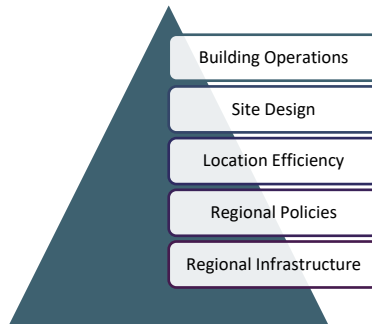 Building Operations
Site Design
Location Efficiency
Regional Policies
Regional Infrastructure